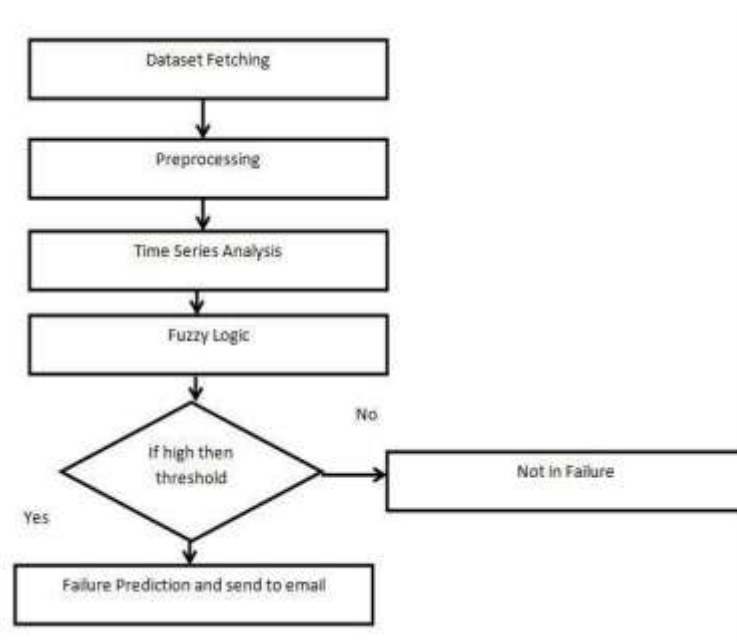 Dataset Fetching
Preprocessing
Time Series Analysis
Fuzzy Logic
No
If high then
threshold
Not in Failure
Yes
Failure Prediction and send to email